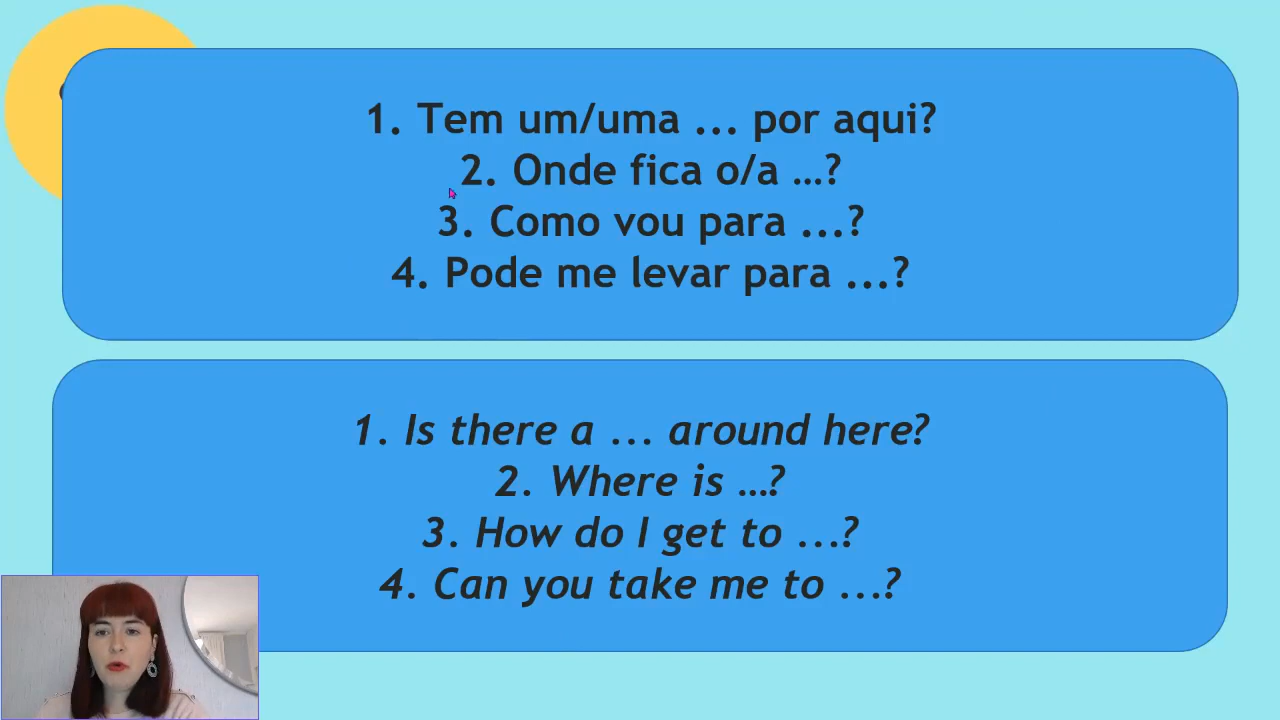 1. Tem um/uma ... por aqui?
2. Onde fica o/a ...?
3. Como vou para ...?
4. Pode me levar para ...?
1. Is there a ... around here?
2. Where is ...?
3. How do I get to ...?
4. Can you take me to ...?